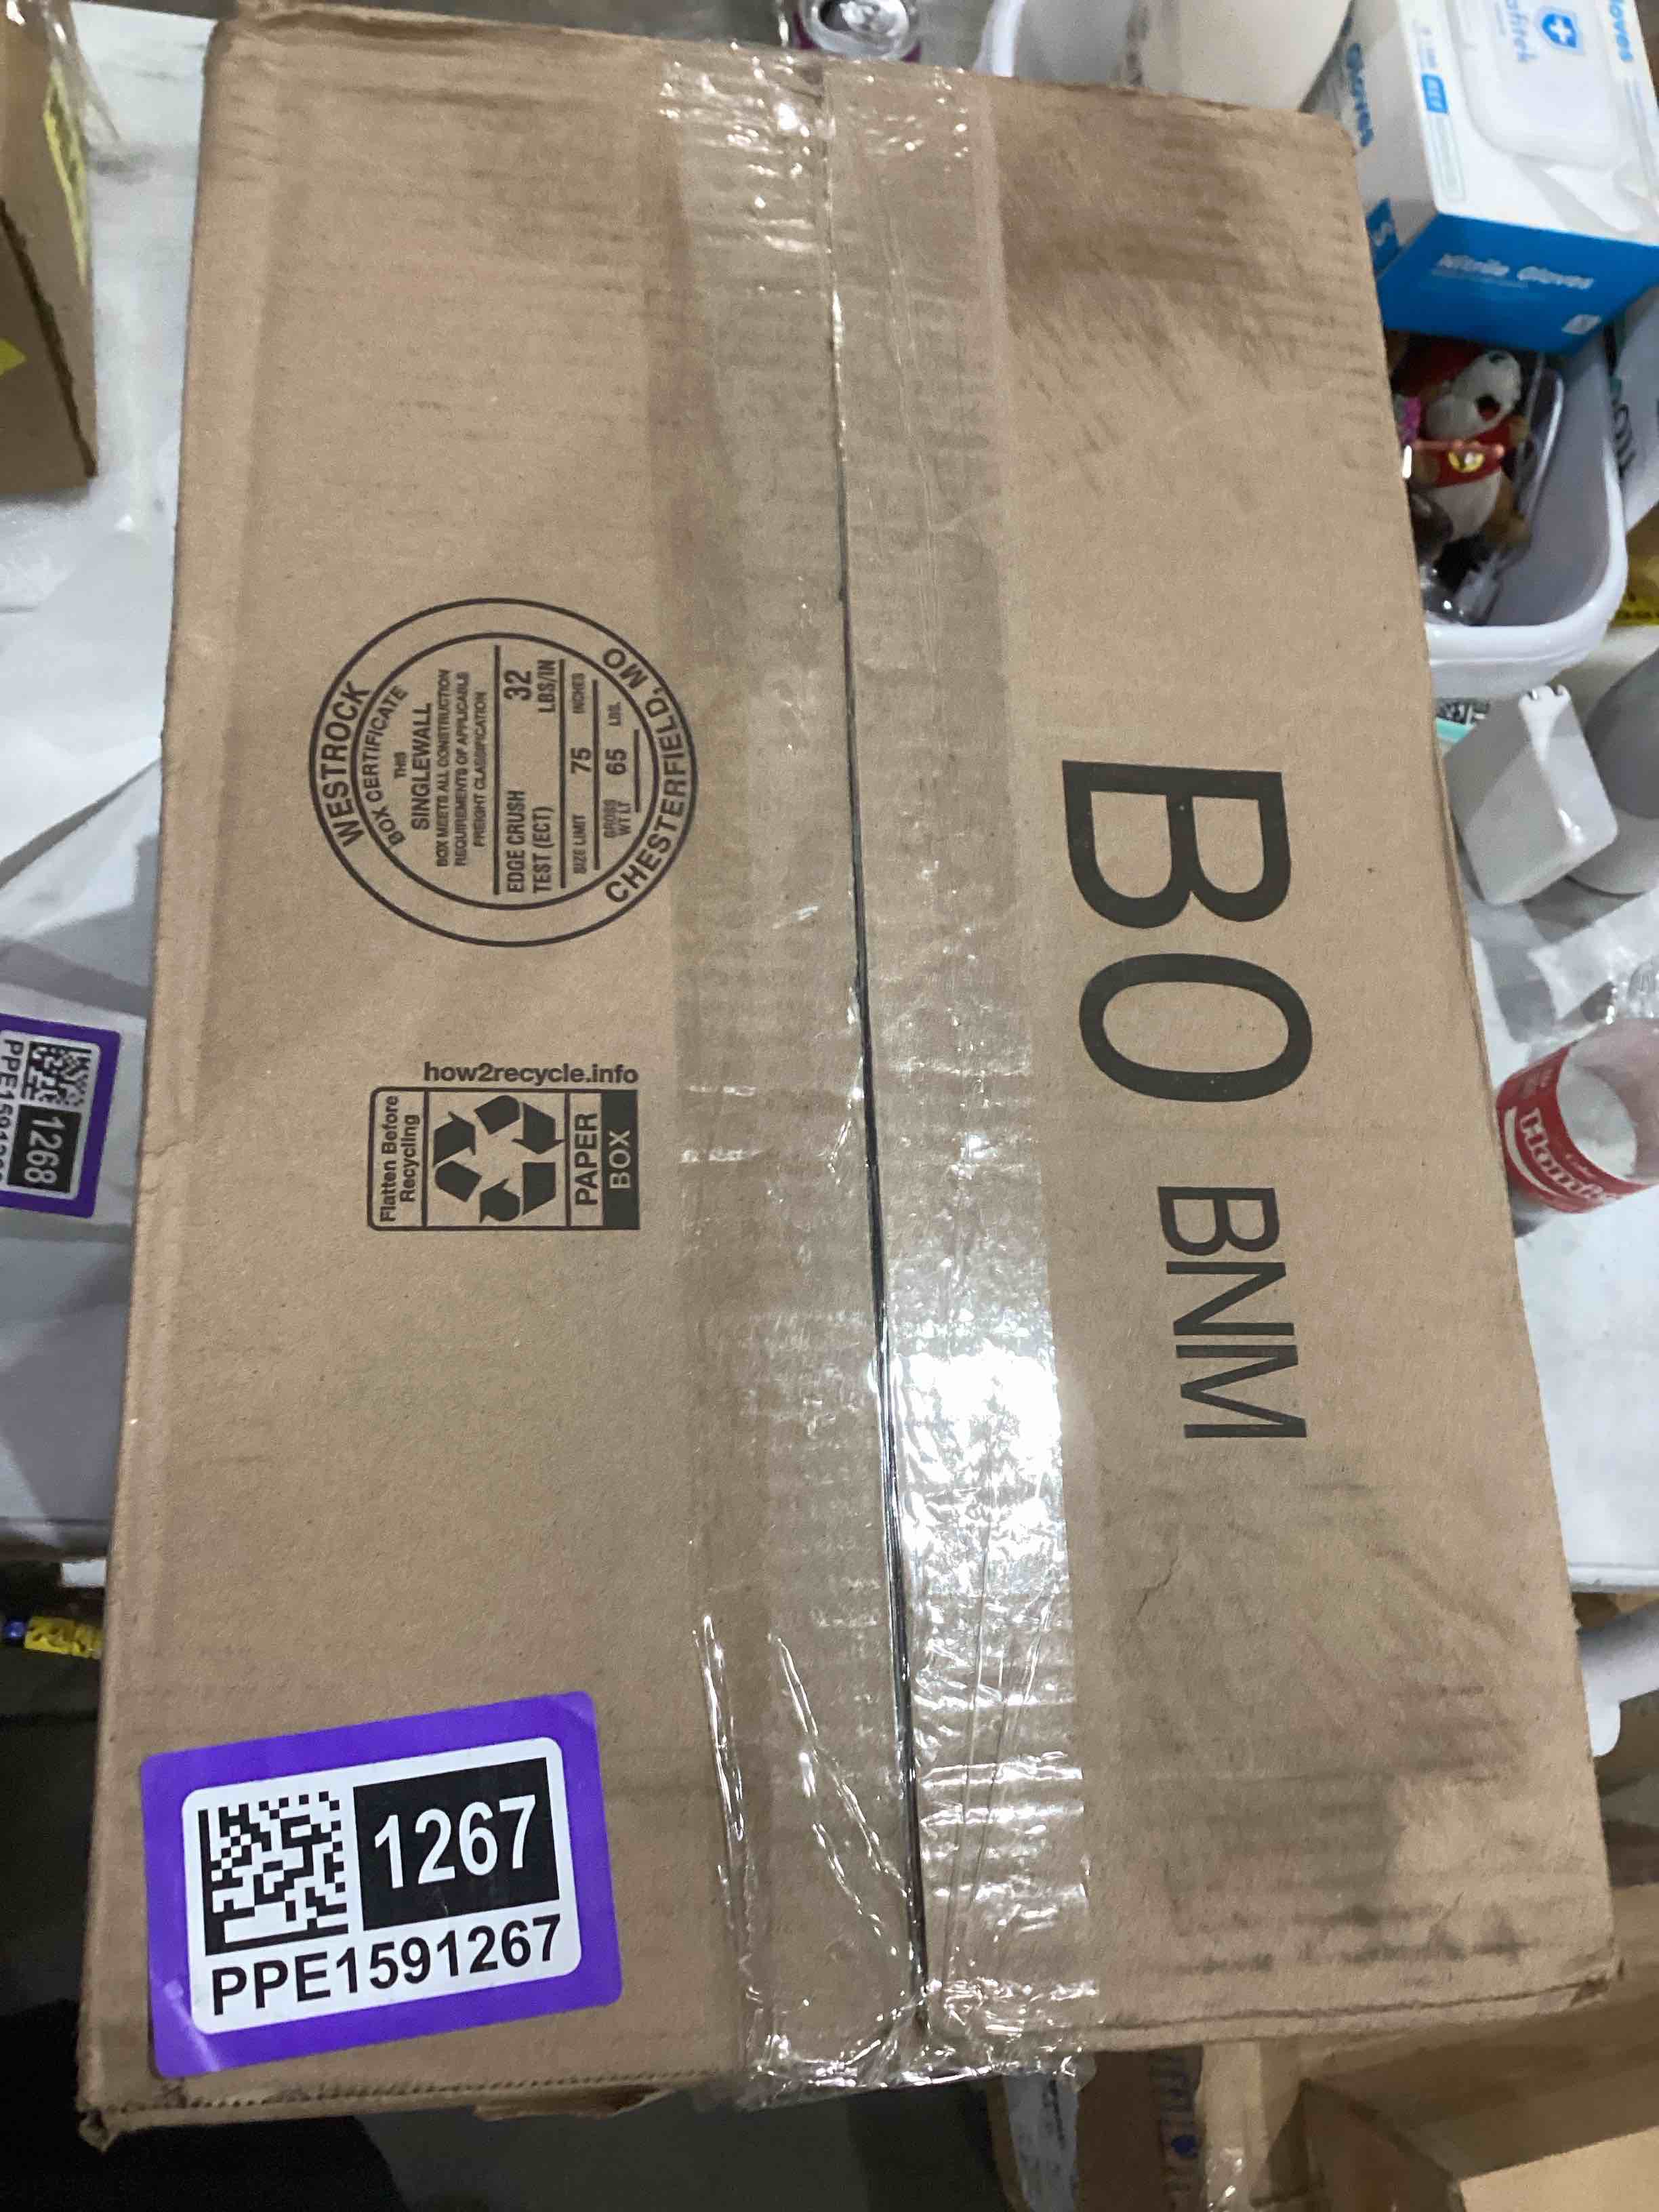 WESTROCK
BOX CERTIFICATE
THIS
SINGLEWALL
BOX MEETS ALL CONSTRUCTION
REQUIREMENTS OF APPLICABLE
FREIGHT CLASSIFICATION
EDGE CRUSH
TEST (ECT)
32
LBS/IN
SIZE LIMIT 75 INCHES
GROSS
WT LT 65 LBS.
CHESTERFIELD, MO
how2recycle.info
Flatten Before
Recycling
PAPER
BOX
B0 BNM
1267
PPE1591267
1268
Nitrile Gloves
S